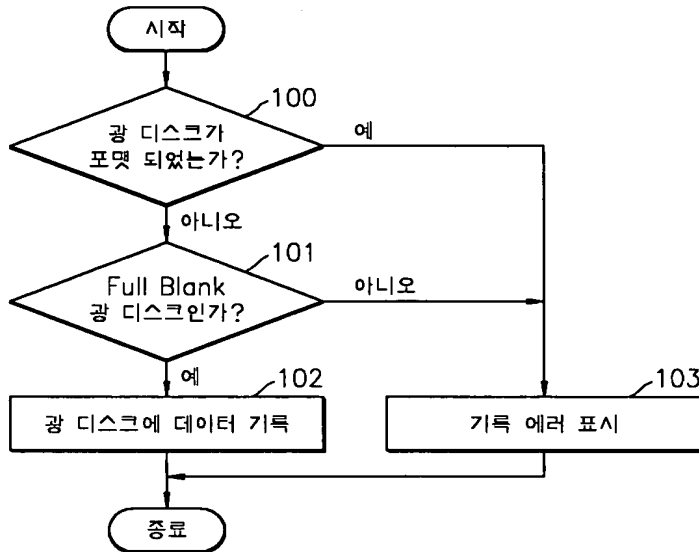 시작
100
광 디스크가
포맷 되었는가?
예
아니오
101
Full Blank
광 디스크인가?
아니오
예
102
광 디스크에 데이터 기록
103
기록 에러 표시
종료